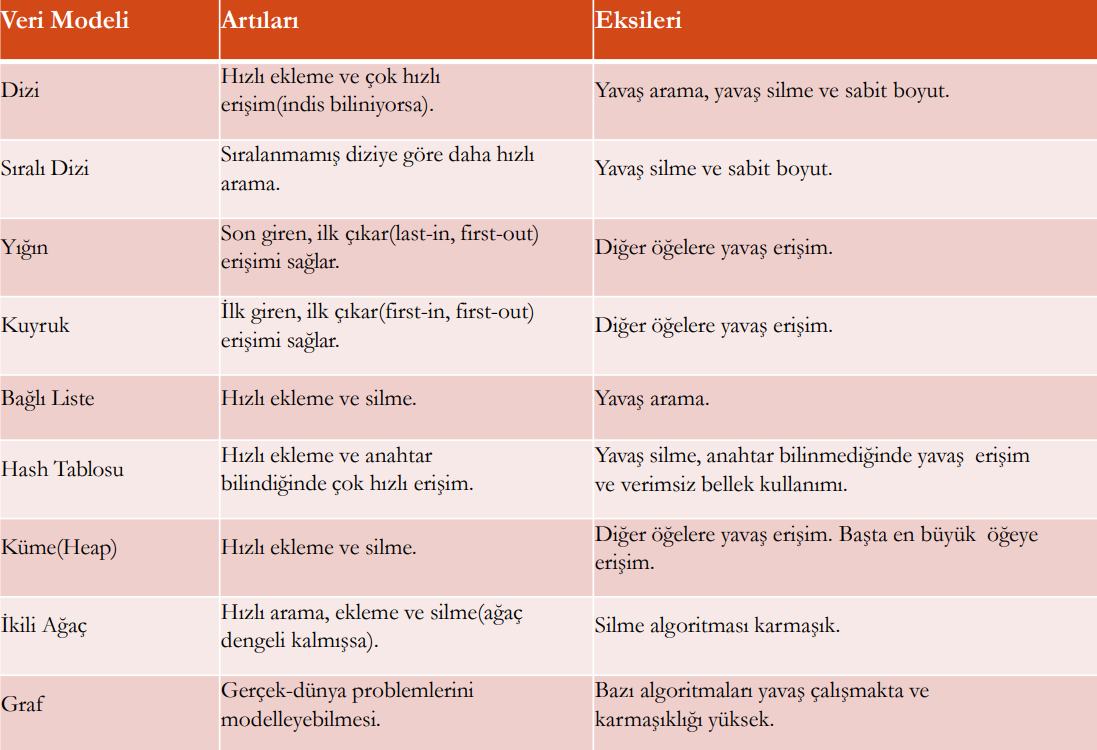 Veri Modeli
Artıları
Eksileri
Dizi
Hızlı ekleme ve çok hızlı
erişim(indis biliniyorsa).
Yavaş arama, yavaş silme ve sabit boyut.
Sıralı Dizi
Sıralanmamış diziye göre daha hızlı
arama.
Yavaş silme ve sabit boyut.
Yığın
Son giren, ilk çıkar(last-in, first-out)
erişimi sağlar.
Diğer öğelere yavaş erişim.
Kuyruk
İlk giren, ilk çıkar(first-in, first-out)
erişimi sağlar.
Diğer öğelere yavaş erişim.
Bağlı Liste
Hızlı ekleme ve silme.
Yavaş arama.
Hash Tablosu
Hızlı ekleme ve anahtar
bilindiğinde çok hızlı erişim.
Yavaş silme, anahtar bilinmediğinde yavaş erişim
ve verimsiz bellek kullanımı.
Küme(Heap)
Hızlı ekleme ve silme.
Diğer öğelere yavaş erişim. Başta en büyük öğeye
erişim.
İkili Ağaç
Hızlı arama, ekleme ve silme(ağaç
dengeli kalmışsa).
Silme algoritması karmaşık.
Graf
Gerçek-dünya problemlerini
modelleyebilmesi.
Bazı algoritmaları yavaş çalışmakta ve
karmaşıklığı yüksek.